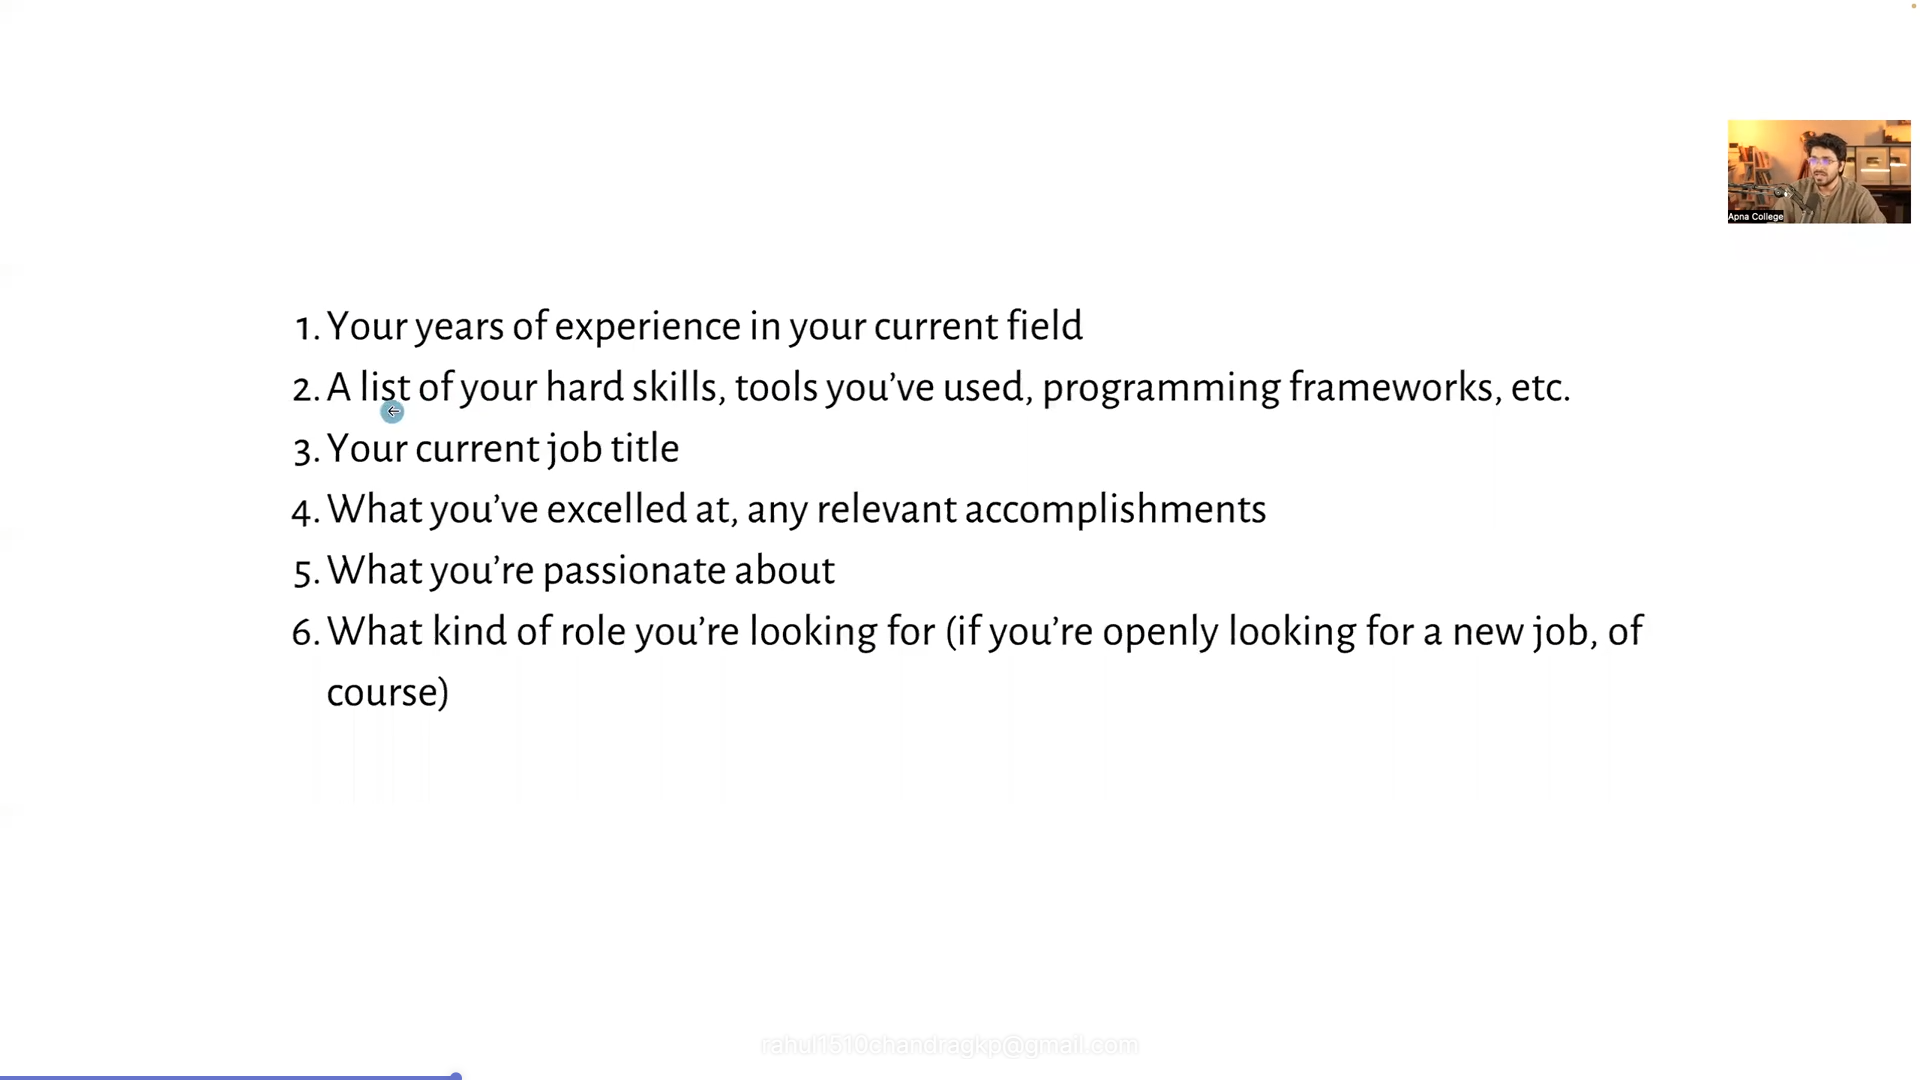 Apna College
1. Your years of experience in your current field
2. A list of your hard skills, tools you’ve used, programming frameworks, etc.
3. Your current job title
4. What you’ve excelled at, any relevant accomplishments
5. What you’re passionate about
6. What kind of role you’re looking for (if you’re openly looking for a new job, of
course)
rahul1510chandragkp@gmail.com